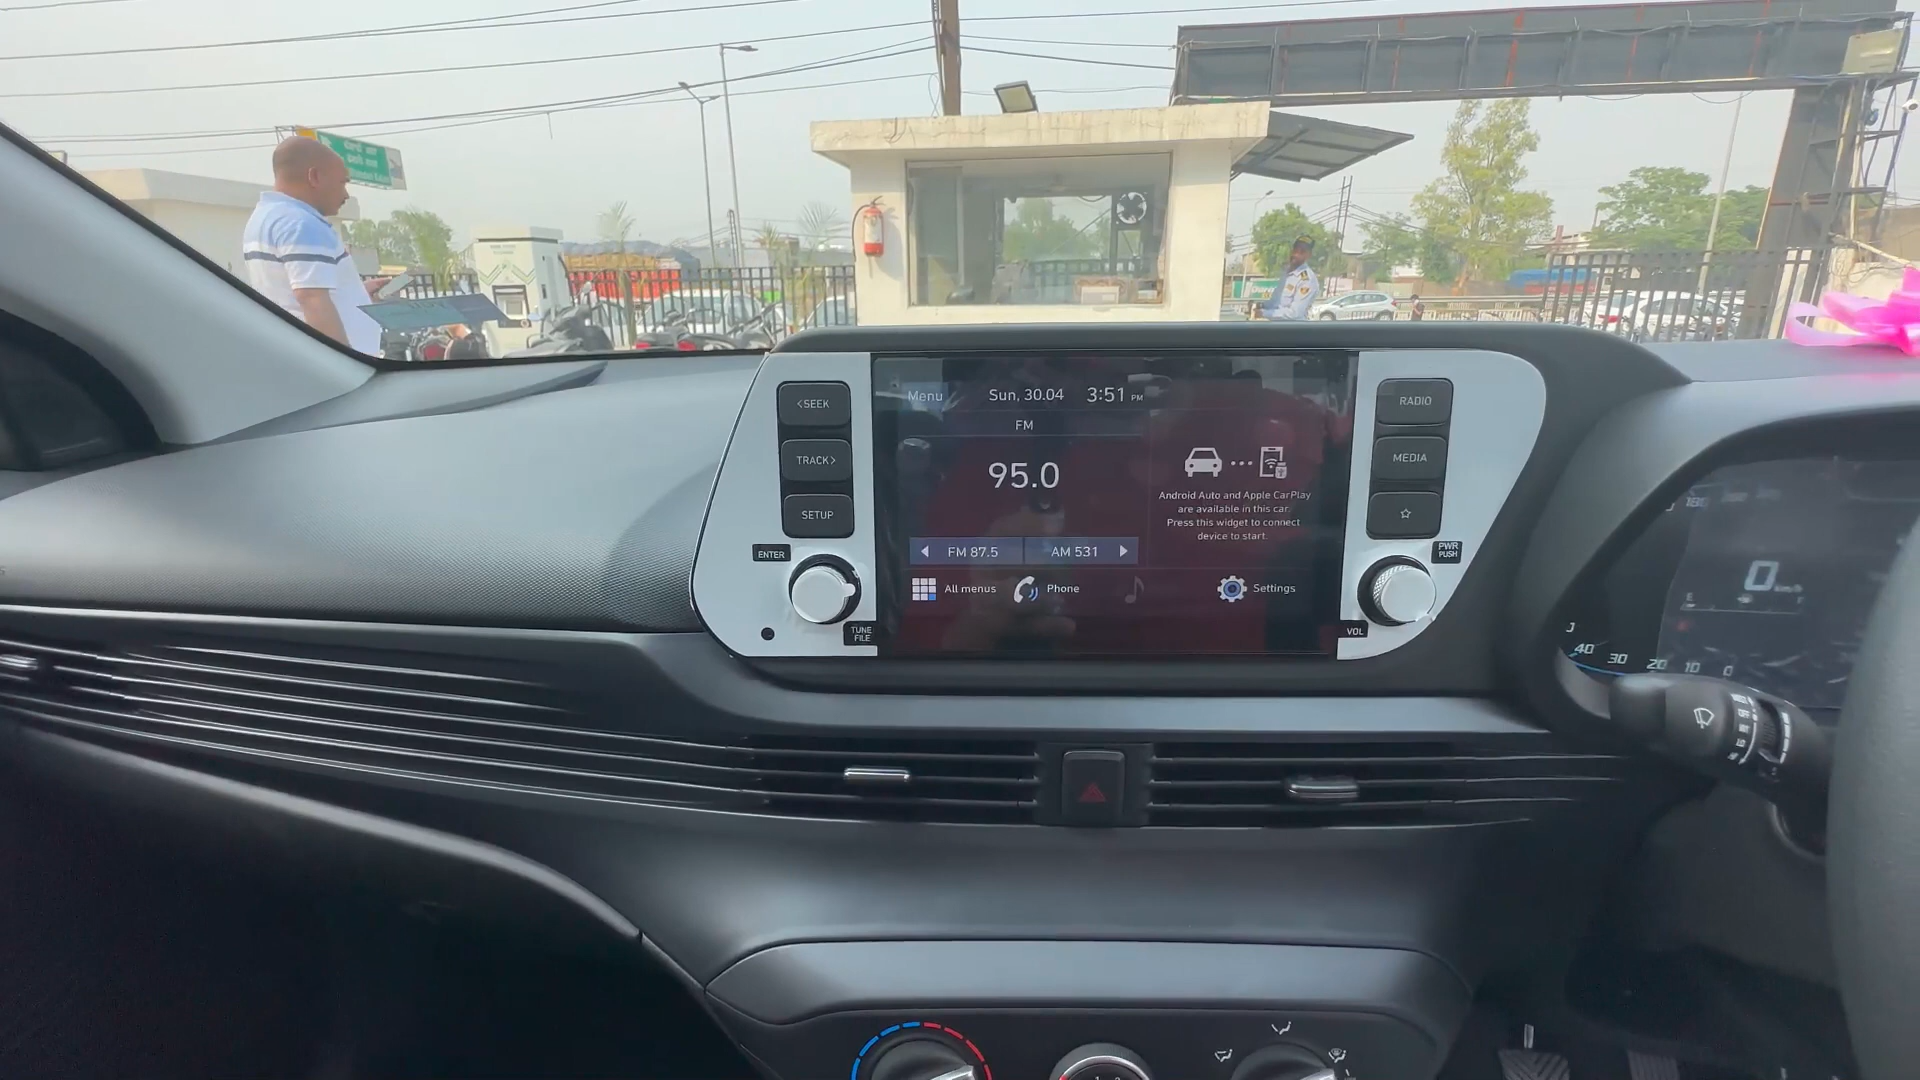 <SEEK
TRACK>
SETUP
ENTER
TUNE
FILE
Menu
Sun, 30.04
3:51 PM
FM
95.0
FM 87.5
AM 531
Android Auto and Apple CarPlay
are available in this car.
Press this widget to connect
device to start.
All menus
Phone
Settings
RADIO
MEDIA
PWR
PUSH
VOL
0
km/h
E
F
40
30
20
10
0